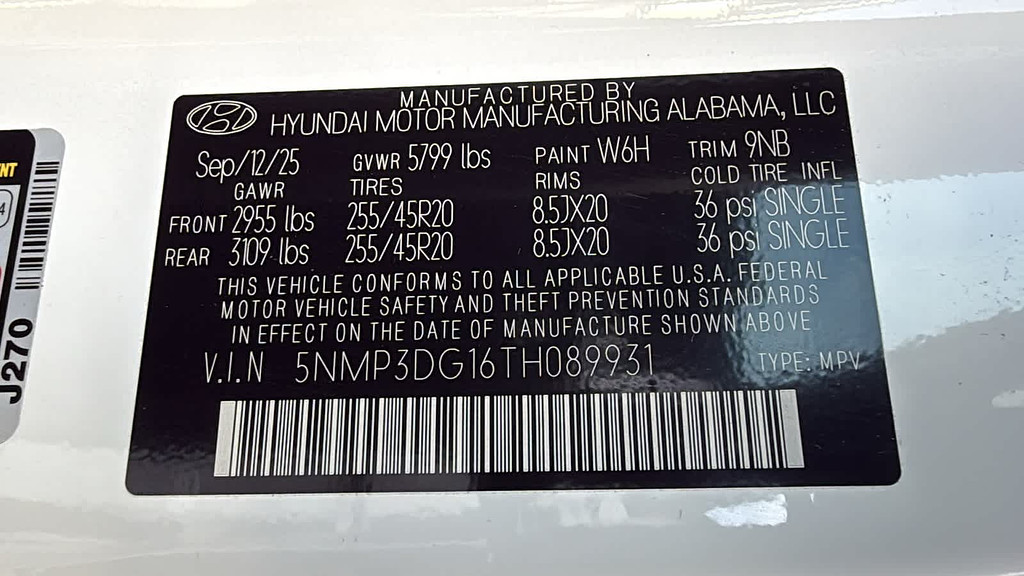 MANUFACTURED BY
HYUNDAI MOTOR MANUFACTURING ALABAMA, LLC
Sep/12/25 GVWR 5799 lbs PAINT W6H TRIM 9NB
GAWR TIRES RIMS COLD TIRE INFL
FRONT 2955 lbs 255/45R20 8.5JX20 36 psi SINGLE
REAR 3109 lbs 255/45R20 8.5JX20 36 psi SINGLE
THIS VEHICLE CONFORMS TO ALL APPLICABLE U.S.A. FEDERAL
MOTOR VEHICLE SAFETY AND THEFT PREVENTION STANDARDS
IN EFFECT ON THE DATE OF MANUFACTURE SHOWN ABOVE
V.I.N 5NMP3DG16TH089931 TYPE: MPV
J270